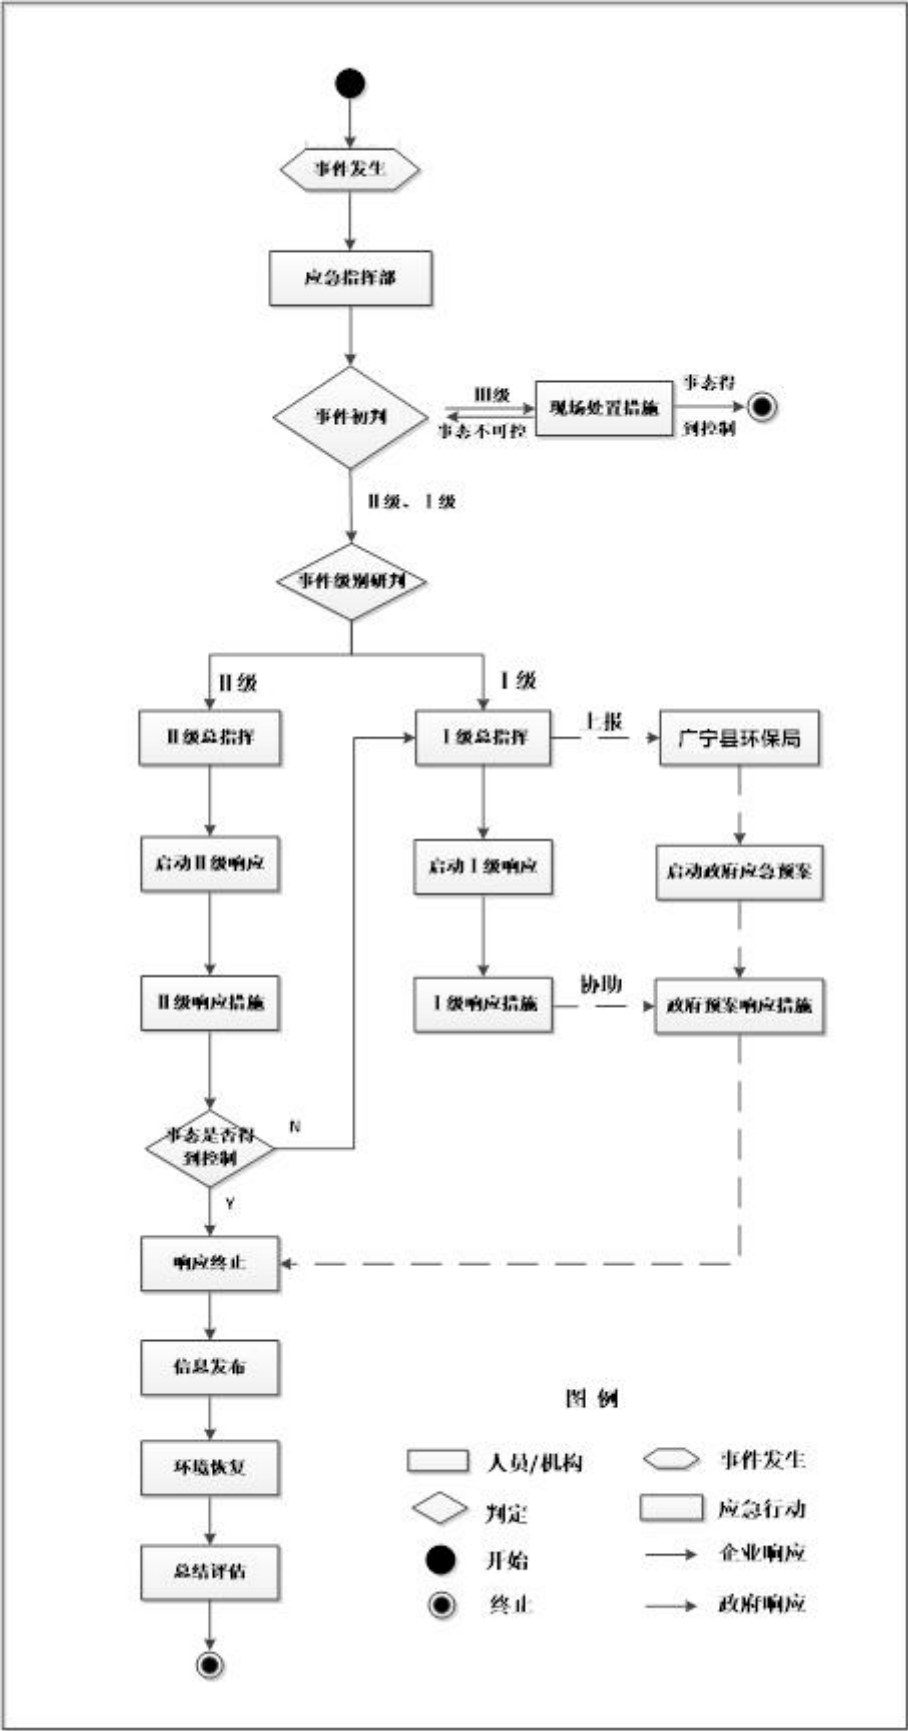 事件发生
应急指挥部
事件初判
III级
事态不可控
现场处置措施
事态得
到控制
II级、I级
事件级别研判
II级
I级
II级总指挥
I级总指挥
上报
广宁县环保局
启动II级响应
启动I级响应
启动政府应急预案
II级响应措施
I级响应措施
协助
政府预案响应措施
事态是否得
到控制
N
Y
响应终止
信息发布
环境恢复
总结评估
图 例
人员/机构
事件发生
判定
应急行动
开始
企业响应
终止
政府响应